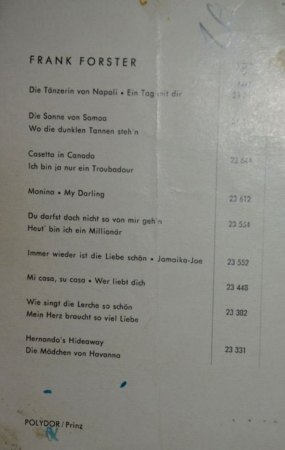 FRANK FORSTER
Die Tänzerin von Napoli • Ein Tag mit dir
Die Sonne von Samoa
Wo die dunklen Tannen steh'n
Casetta in Canada
Ich bin ja nur ein Troubadour 23 644
Monina • My Darling 23 612
Du darfst doch nicht so von mir geh'n
Heut' bin ich ein Millionär 23 554
Immer wieder ist die Liebe schön • Jamaika-Joe 23 552
Mi casa, su casa • Wer liebt dich 23 448
Wie singt die Lerche so schön
Mein Herz braucht so viel Liebe 23 382
Hernando's Hideaway
Die Mädchen von Havanna 23 331
POLYDOR/Prinz